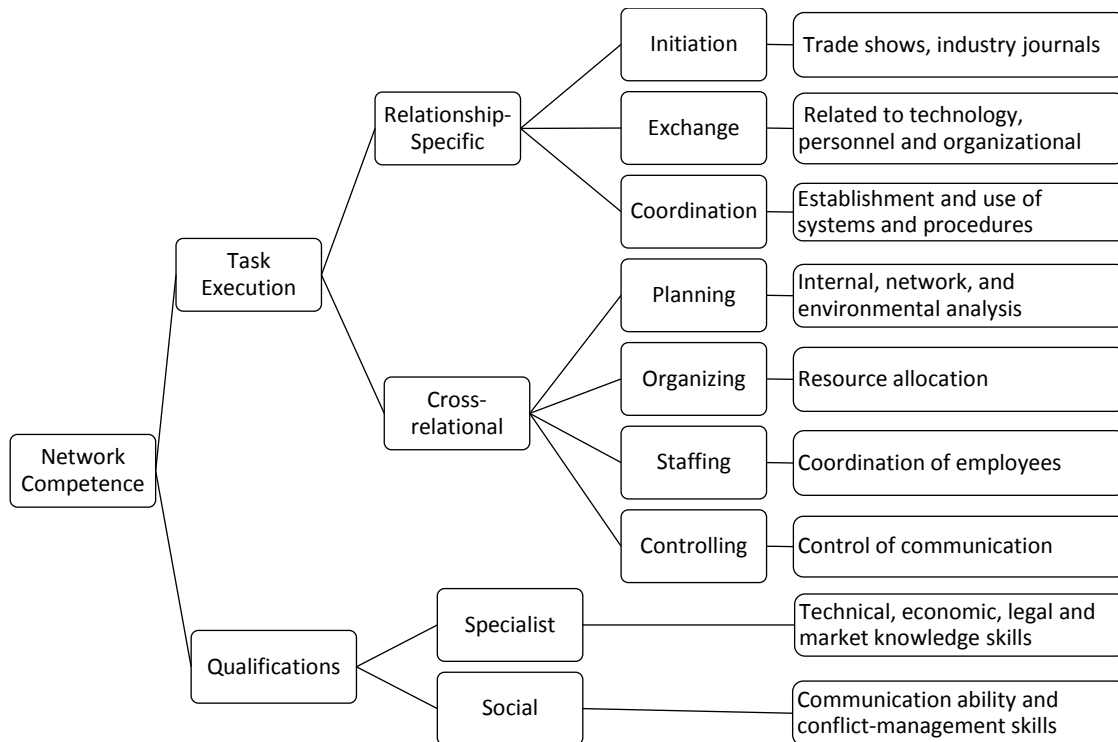 Initiation
Trade shows, industry journals
Relationship-
Specific
Exchange
Related to technology,
personnel and organizational
Coordination
Establishment and use of
systems and procedures
Task
Execution
Planning
Internal, network, and
environmental analysis
Organizing
Resource allocation
Cross-
relational
Staffing
Coordination of employees
Network
Competence
Controlling
Control of communication
Specialist
Technical, economic, legal and
market knowledge skills
Qualifications
Social
Communication ability and
conflict-management skills